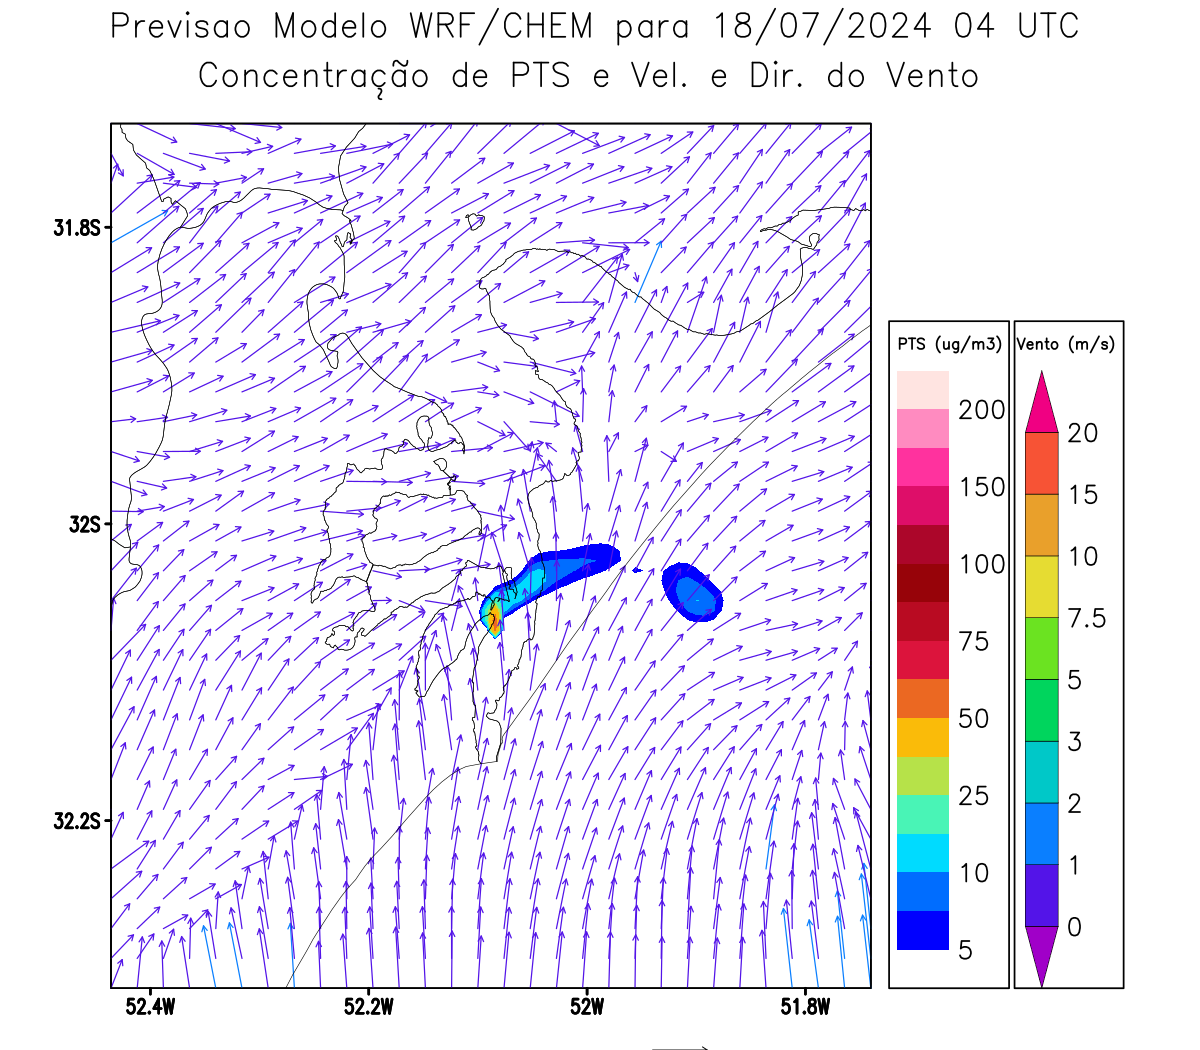 Previsao Modelo WRF/CHEM para 18/07/2024 04 UTC
Concentração de PTS e Vel. e Dir. do Vento
31.8S
32S
32.2S
52.4W 52.2W 52W 51.8W
PTS (ug/m3)
200
150
100
75
50
25
10
5
Vento (m/s)
20
15
10
7.5
5
3
2
1
0